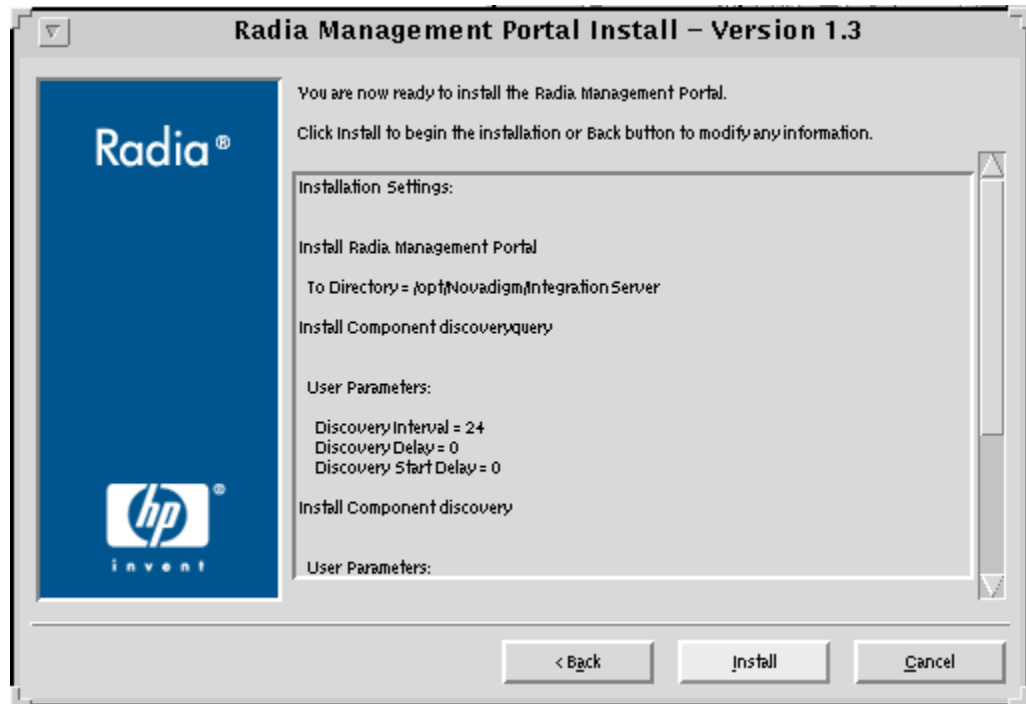 Radia Management Portal Install – Version 1.3
Radia®
hp®
invent
You are now ready to install the Radia Management Portal.
Click Install to begin the installation or Back button to modify any information.
Installation Settings:
Install Radia Management Portal
To Directory = /opt/Novadigm/IntegrationServer
Install Component discoveryquery
User Parameters:
Discovery Interval = 24
Discovery Delay = 0
Discovery Start Delay = 0
Install Component discovery
User Parameters:
< Back
Install
Cancel